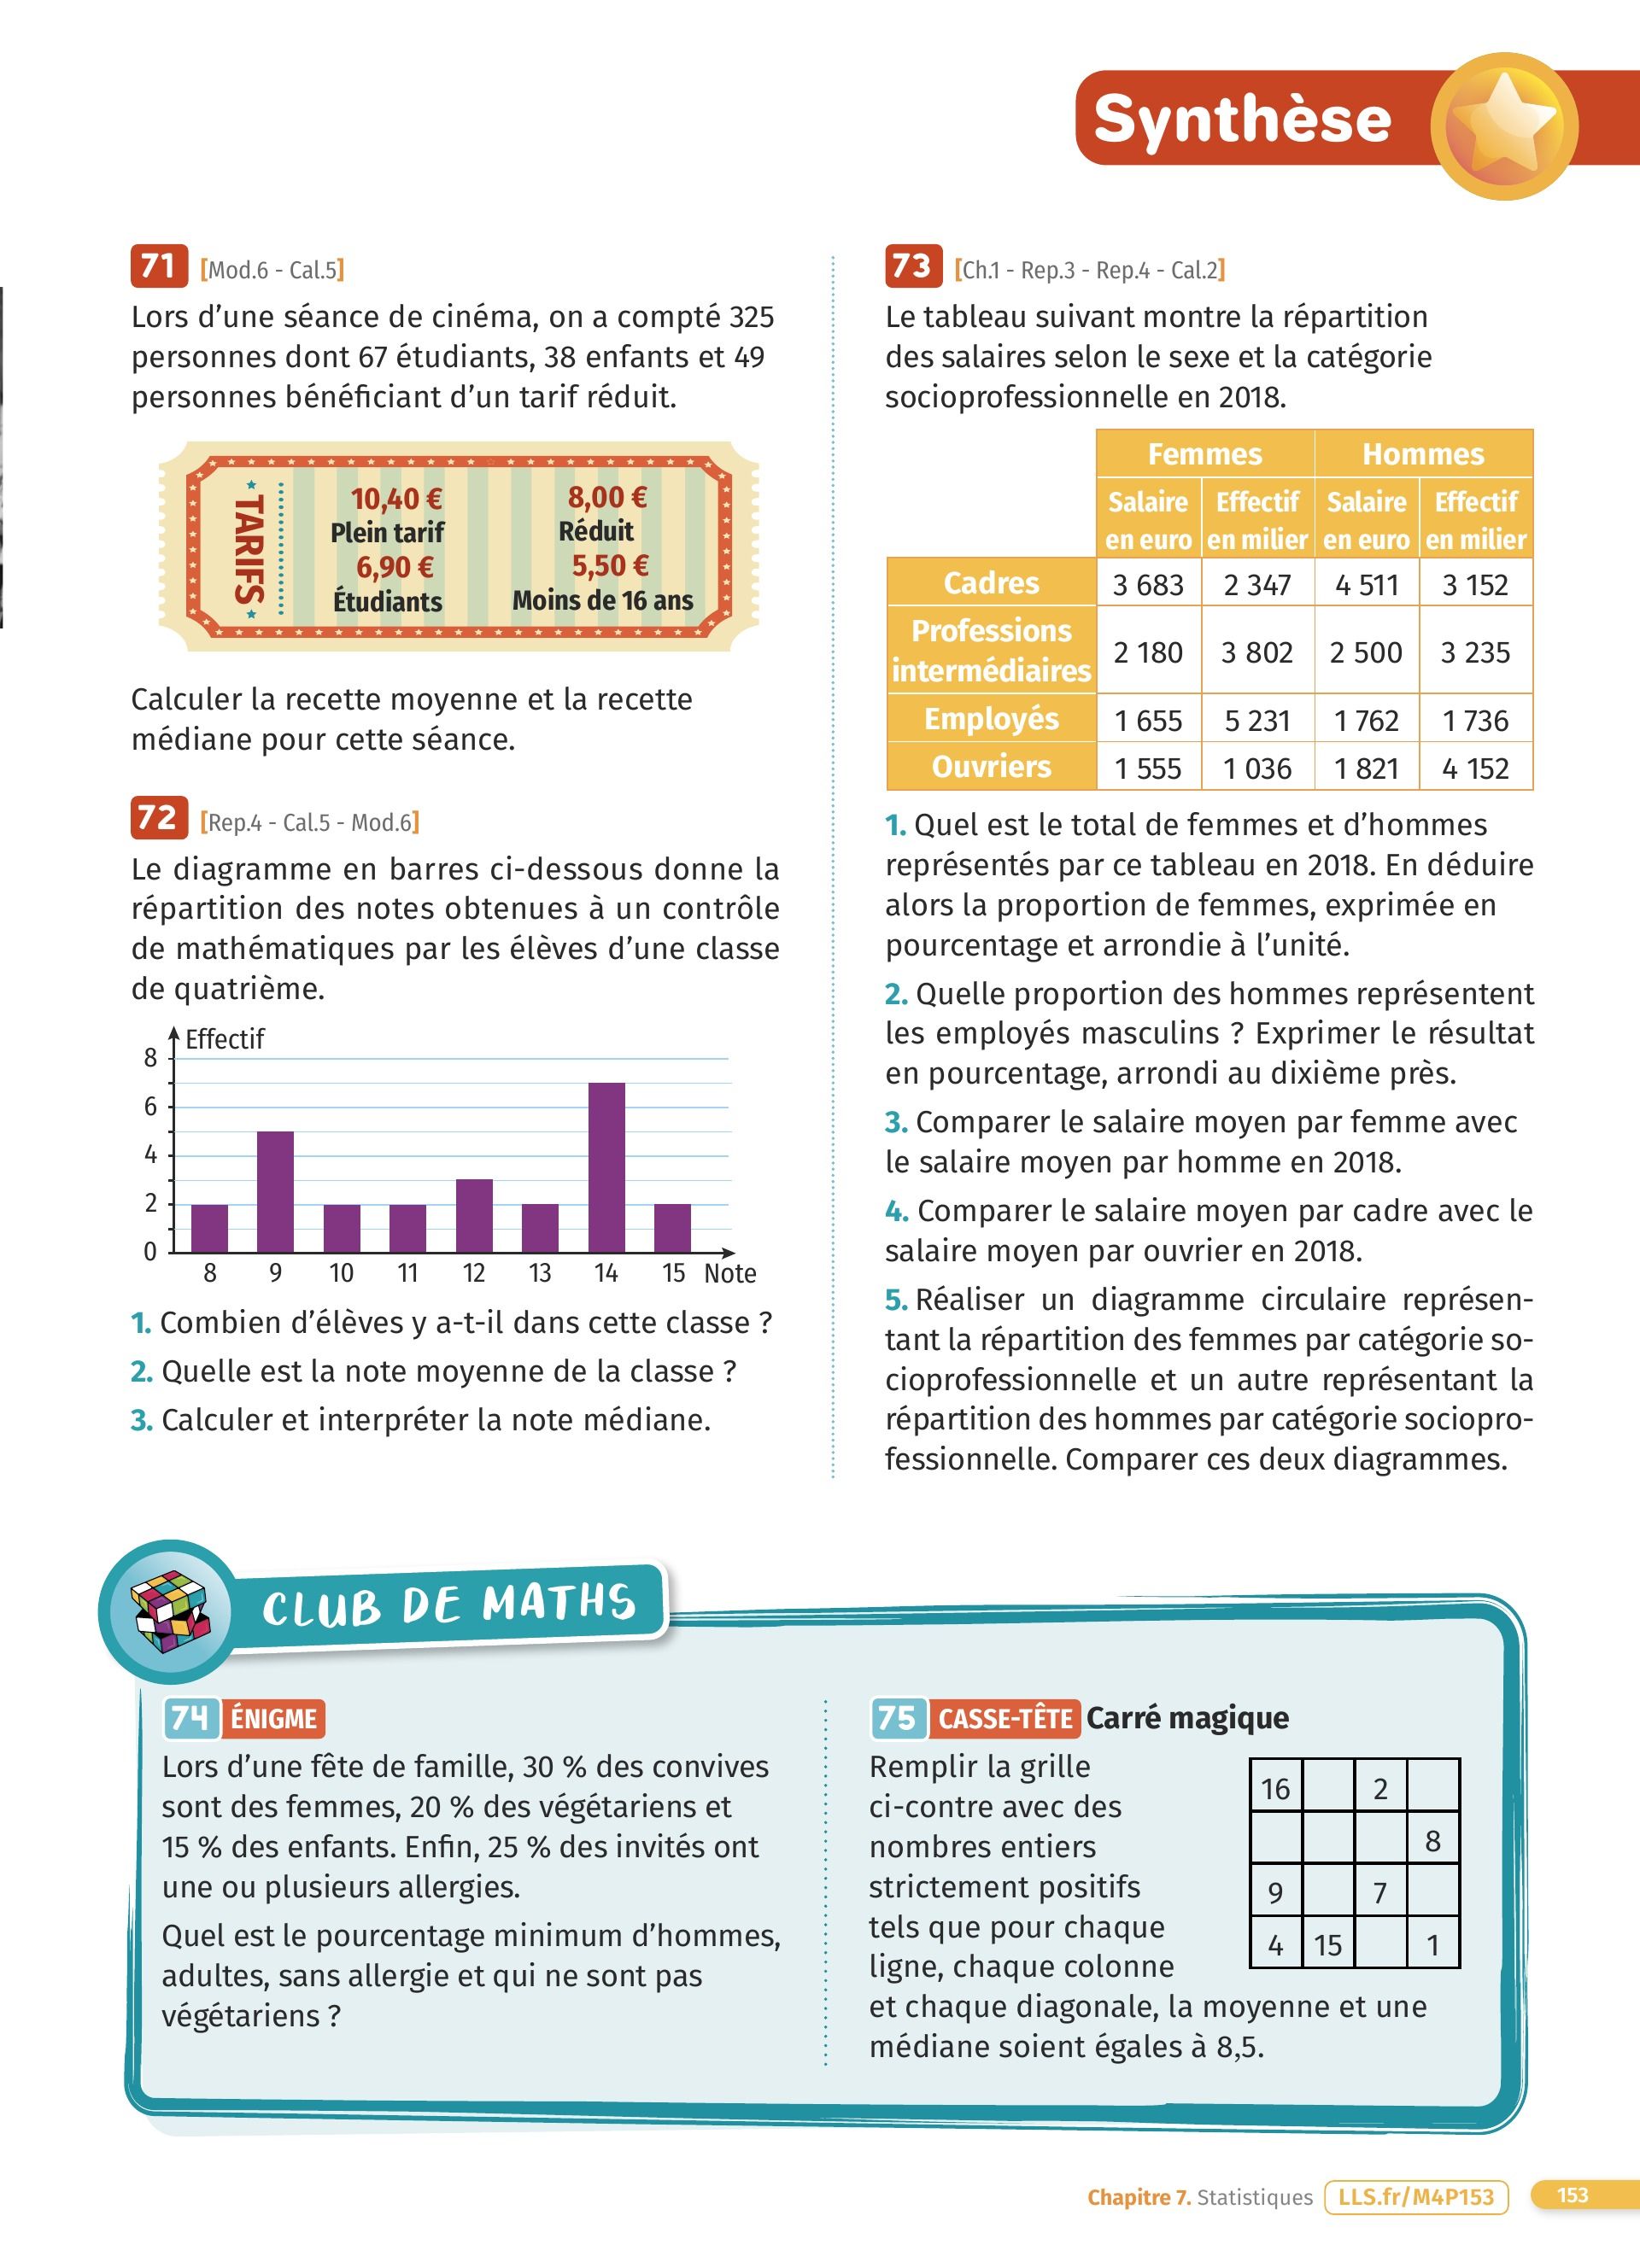 Synthèse
71 [Mod.6 - Cal.5]
Lors d’une séance de cinéma, on a compté 325
personnes dont 67 étudiants, 38 enfants et 49
personnes bénéficiant d’un tarif réduit.
TARIFS
10,40 €
Plein tarif
6,90 €
Étudiants
8,00 €
Réduit
5,50 €
Moins de 16 ans
Calculer la recette moyenne et la recette
médiane pour cette séance.
72 [Rep.4 - Cal.5 - Mod.6]
Le diagramme en barres ci-dessous donne la
répartition des notes obtenues à un contrôle
de mathématiques par les élèves d’une classe
de quatrième.
Effectif
8
6
4
2
0
8 9 10 11 12 13 14 15 Note
1. Combien d’élèves y a-t-il dans cette classe ?
2. Quelle est la note moyenne de la classe ?
3. Calculer et interpréter la note médiane.
73 [Ch.1 - Rep.3 - Rep.4 - Cal.2]
Le tableau suivant montre la répartition
des salaires selon le sexe et la catégorie
socioprofessionnelle en 2018.
Femmes Hommes
Salaire Effectif Salaire Effectif
en euro en milier en euro en milier
Cadres 3 683 2 347 4 511 3 152
Professions
intermédiaires 2 180 3 802 2 500 3 235
Employés 1 655 5 231 1 762 1 736
Ouvriers 1 555 1 036 1 821 4 152
1. Quel est le total de femmes et d’hommes
représentés par ce tableau en 2018. En déduire
alors la proportion de femmes, exprimée en
pourcentage et arrondie à l’unité.
2. Quelle proportion des hommes représentent
les employés masculins ? Exprimer le résultat
en pourcentage, arrondi au dixième près.
3. Comparer le salaire moyen par femme avec
le salaire moyen par homme en 2018.
4. Comparer le salaire moyen par cadre avec le
salaire moyen par ouvrier en 2018.
5. Réaliser un diagramme circulaire représen-
tant la répartition des femmes par catégorie so-
cioprofessionnelle et un autre représentant la
répartition des hommes par catégorie sociopro-
fessionnelle. Comparer ces deux diagrammes.
CLUB DE MATHS
74 ÉNIGME
Lors d’une fête de famille, 30 % des convives
sont des femmes, 20 % des végétariens et
15 % des enfants. Enfin, 25 % des invités ont
une ou plusieurs allergies.
Quel est le pourcentage minimum d’hommes,
adultes, sans allergie et qui ne sont pas
végétariens ?
75 CASSE-TÊTE Carré magique
Remplir la grille
ci-contre avec des
nombres entiers
strictement positifs
tels que pour chaque
ligne, chaque colonne
et chaque diagonale, la moyenne et une
médiane soient égales à 8,5.
16 2
8
9 7
4 15 1
Chapitre 7. Statistiques LLS.fr/M4P153 153